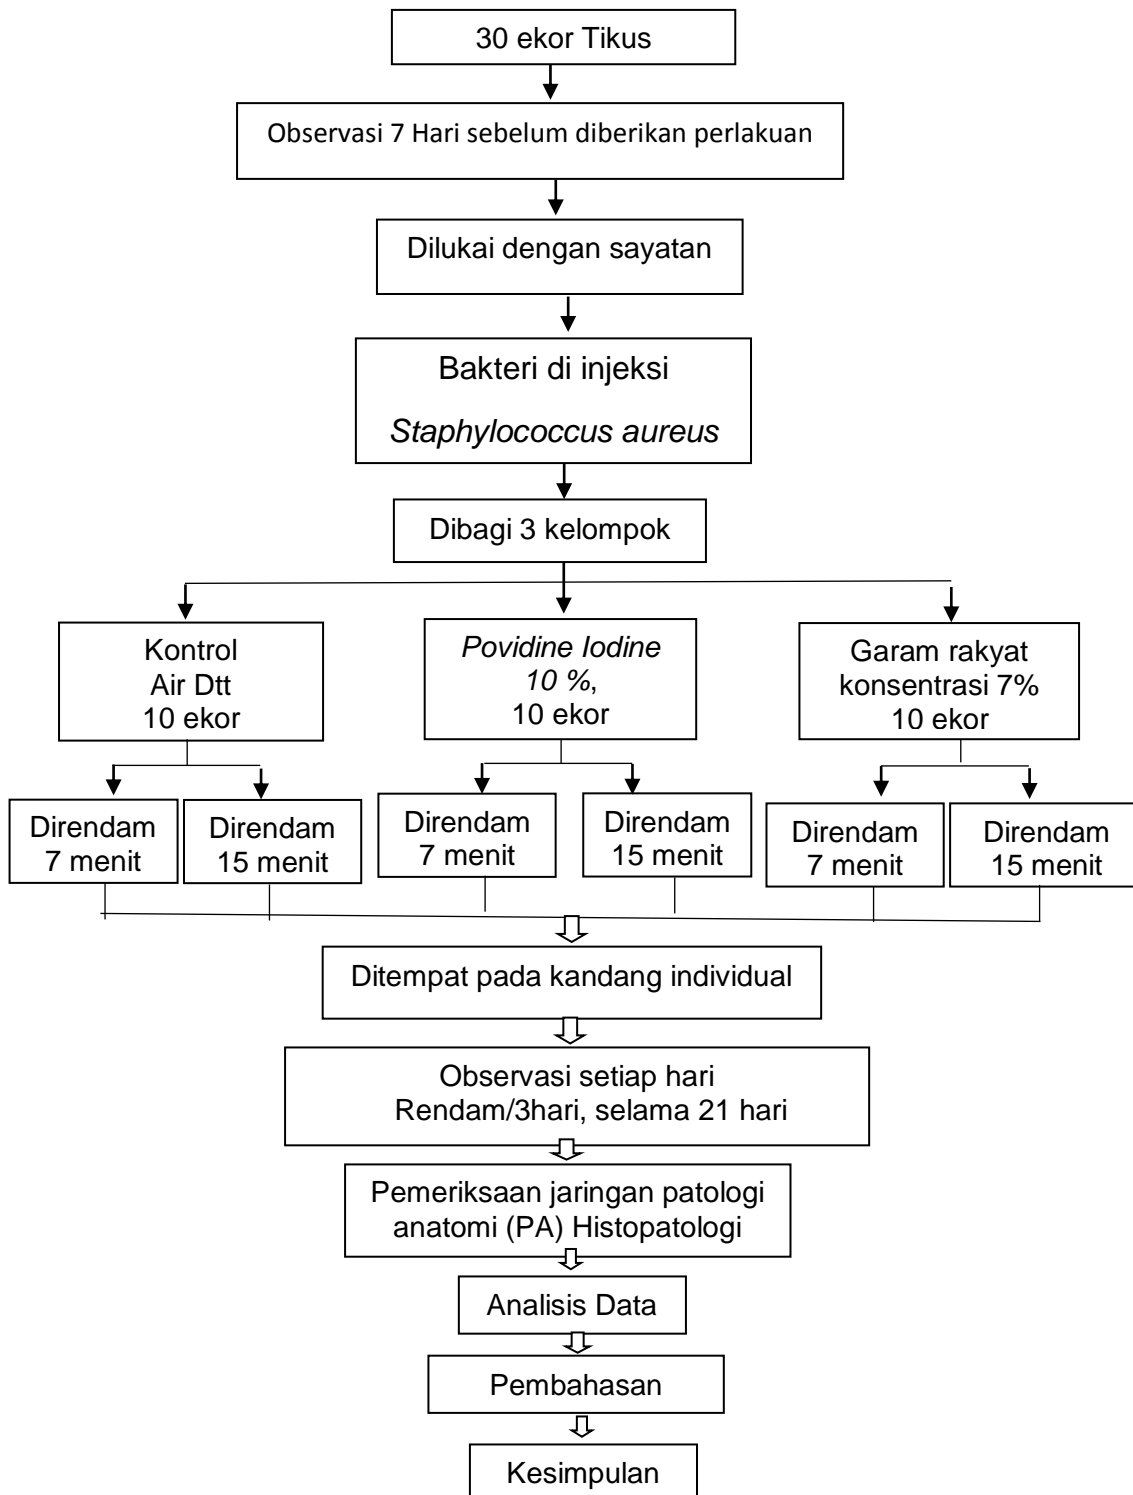 30 ekor Tikus
Observasi 7 Hari sebelum diberikan perlakuan
Dilukai dengan sayatan
Bakteri di injeksi
Staphylococcus aureus
Dibagi 3 kelompok
Kontrol
Air Dtt
10 ekor
Povidine Iodine
10 %,
10 ekor
Garam rakyat
konsentrasi 7%
10 ekor
Direndam
7 menit
Direndam
15 menit
Direndam
7 menit
Direndam
15 menit
Direndam
7 menit
Direndam
15 menit
Ditempat pada kandang individual
Observasi setiap hari
Rendam/3hari, selama 21 hari
Pemeriksaan jaringan patologi
anatomi (PA) Histopatologi
Analisis Data
Pembahasan
Kesimpulan